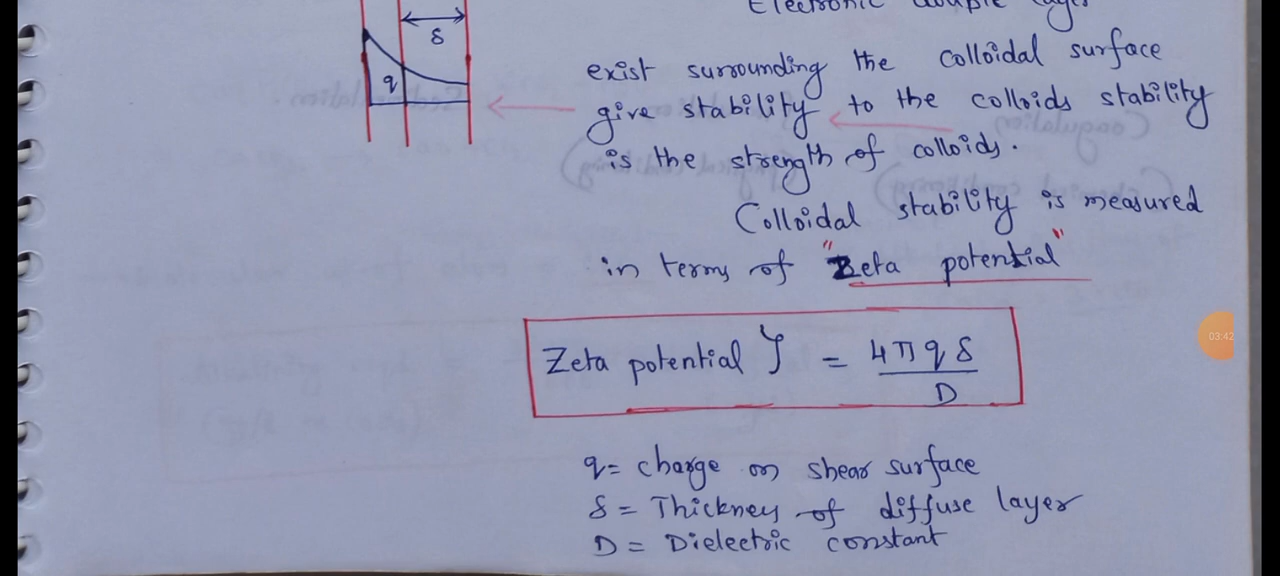 Electronic double layer
δ
exist surrounding the colloidal surface
q
give stability to the colloids stability
is the strength of colloids.
Colloidal stability is measured
in terms of "Zeta potential"
Zeta potential ζ = 4πqδ / D
q = charge on shear surface
δ = Thickness of diffuse layer
D = Dielectric constant
03:42